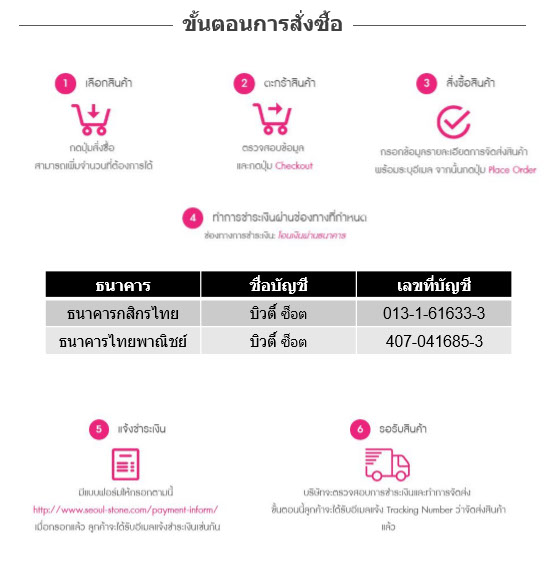 ขั้นตอนการสั่งซื้อ
1 เลือกสินค้า
กดปุ่มสั่งซื้อ
สามารถเพิ่มจำนวนที่ต้องการได้
2 ตะกร้าสินค้า
ตรวจสอบข้อมูล
และกดปุ่ม Checkout
3 สั่งซื้อสินค้า
กรอกข้อมูลรายละเอียดการจัดส่งสินค้า
พร้อมระบุอีเมล จากนั้นกดปุ่ม Place Order
4 ทำการชำระเงินผ่านช่องทางที่กำหนด
ช่องทางการชำระเงิน: โอนเงินผ่านธนาคาร
ธนาคาร ชื่อบัญชี เลขที่บัญชี
ธนาคารกสิกรไทย บิวตี้ ช็อต 013-1-61633-3
ธนาคารไทยพาณิชย์ บิวตี้ ช็อต 407-041685-3
5 แจ้งชำระเงิน
มีแบบฟอร์มให้กรอกตามนี้
http://www.seoul-stone.com/payment-inform/
เมื่อกรอกแล้ว ลูกค้าจะได้รับอีเมลแจ้งชำระเงินเช่นกัน
6 รอรับสินค้า
บริษัทจะตรวจสอบการชำระเงินและทำการจัดส่ง
ขั้นตอนนี้ลูกค้าจะได้รับอีเมลแจ้ง Tracking Number ว่าจัดส่งสินค้า
แล้ว